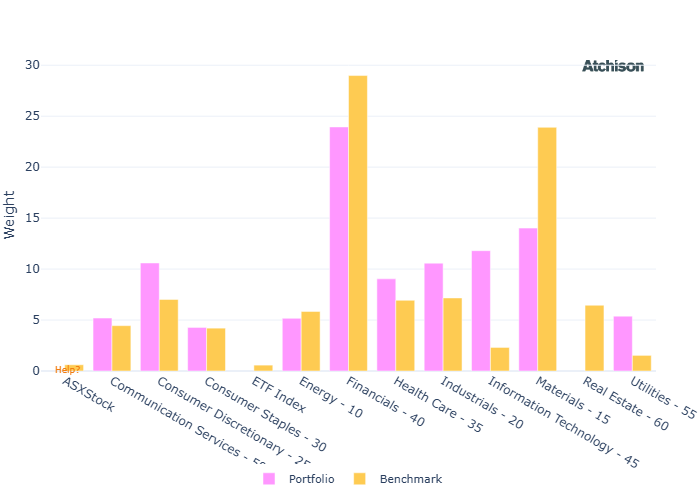 Atchison
30
25
20
15
10
5
0
Weight
Help?
ASXStock
Communication Services - 50
Consumer Discretionary - 25
Consumer Staples - 30
ETF Index
Energy - 10
Financials - 40
Health Care - 35
Industrials - 20
Information Technology - 45
Materials - 15
Real Estate - 60
Utilities - 55
Portfolio
Benchmark